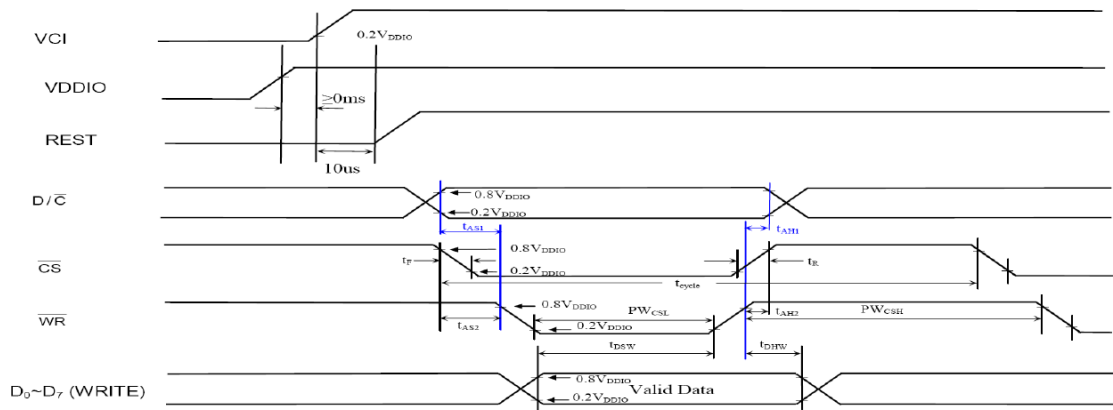 VCI
0.2VDDIO
VDDIO
≥0ms
REST
10us
D/C̅
0.8VDDIO
0.2VDDIO
tAS1
tAH1
C̅S̅
tF
0.8VDDIO
0.2VDDIO
tR
tcycle
W̅R̅
0.8VDDIO
PWCSL
tAH2
PWCSH
tAS2
0.2VDDIO
tDSW
tDHW
D0~D7 (WRITE)
0.8VDDIO
Valid Data
0.2VDDIO